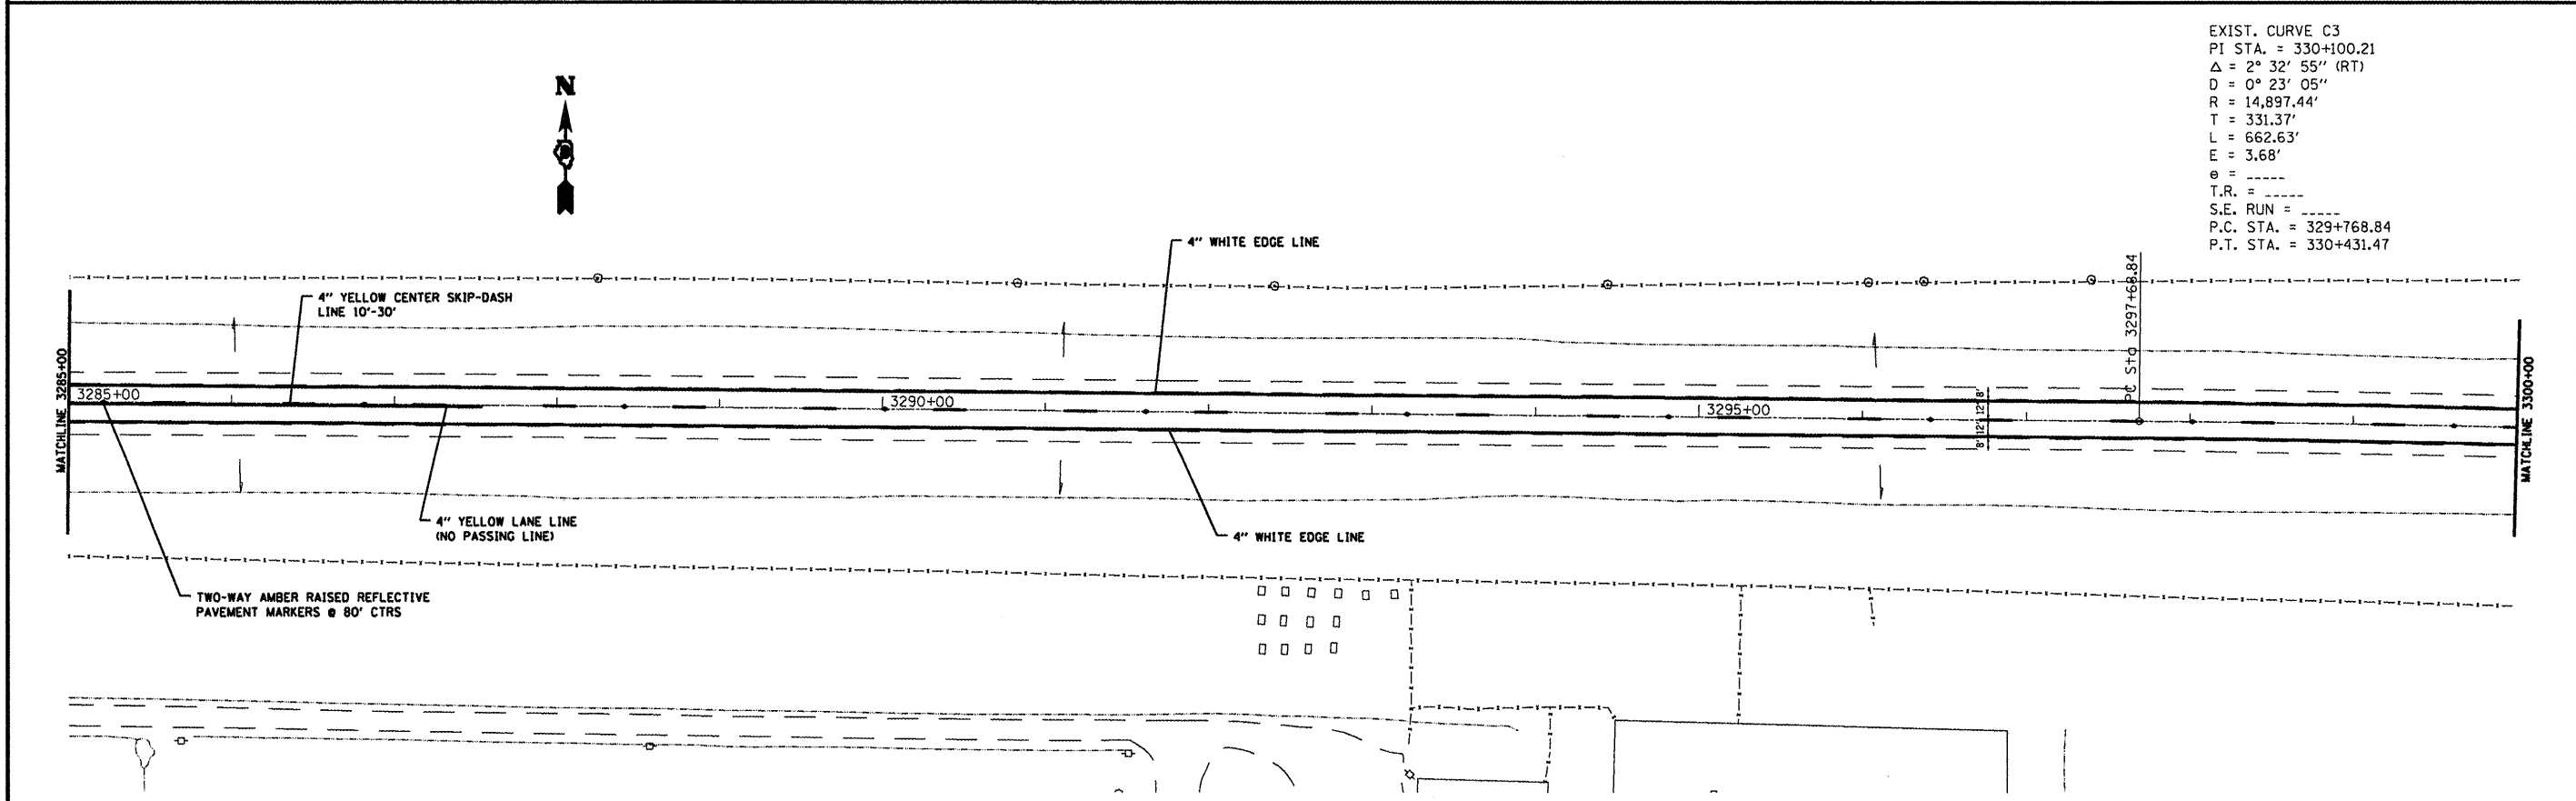 EXIST. CURVE C3
PI STA. = 330+100.21
Δ = 2° 32' 55" (RT)
D = 0° 23' 05"
R = 14,897.44'
T = 331.37'
L = 662.63'
E = 3.68'
e = _____
T.R. = _____
S.E. RUN = _____
P.C. STA. = 329+768.84
P.T. STA. = 330+431.47
N
4" WHITE EDGE LINE
4" YELLOW CENTER SKIP-DASH
LINE 10'-30'
PC Sta 3297+68.84
MATCHLINE 3285+00
3285+00
3290+00
3295+00
8' 12' 12' 8'
MATCHLINE 3300+00
4" YELLOW LANE LINE
(NO PASSING LINE)
4" WHITE EDGE LINE
TWO-WAY AMBER RAISED REFLECTIVE
PAVEMENT MARKERS @ 80' CTRS